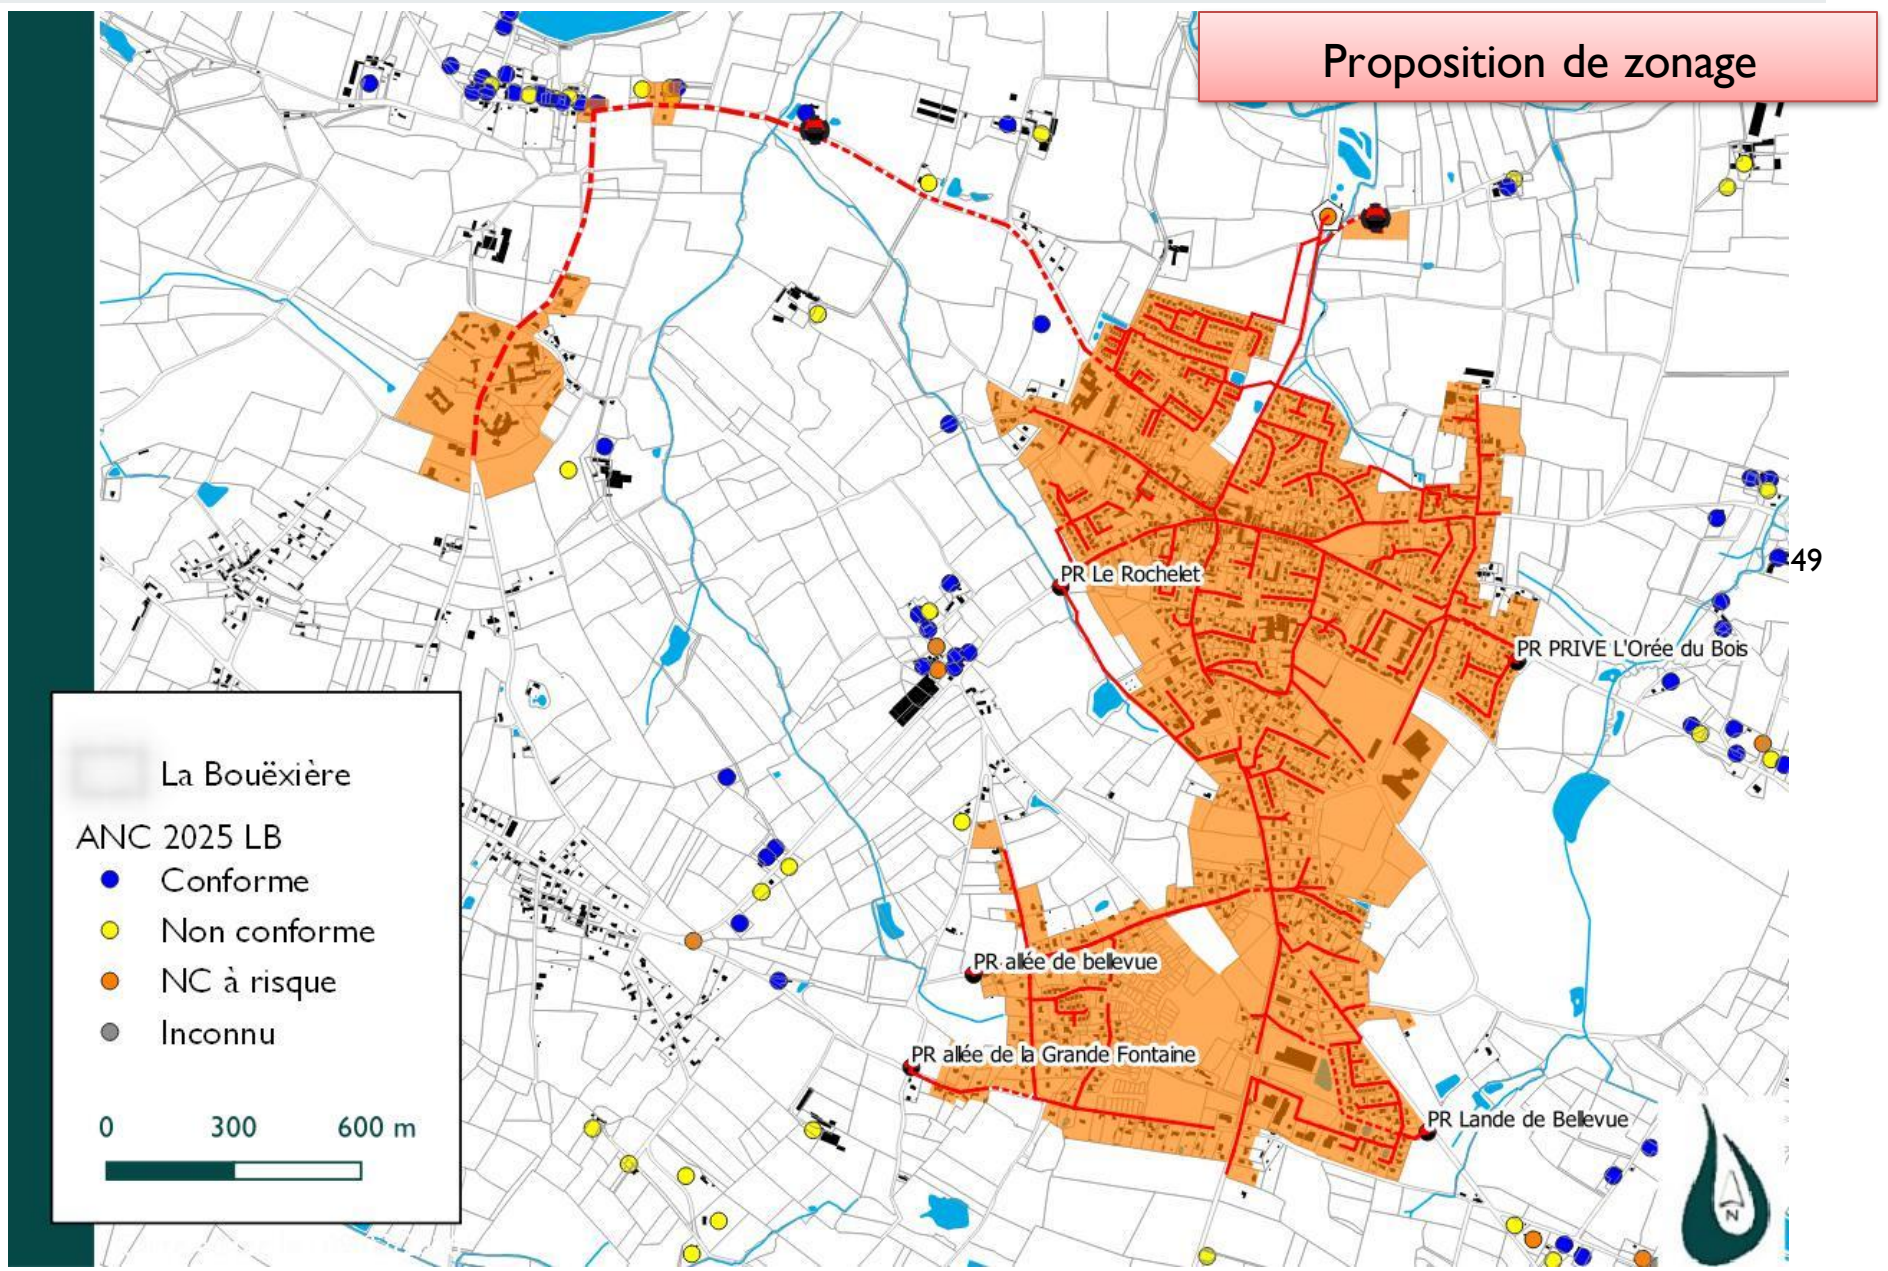 Proposition de zonage
49
PR Le Rochelet
PR PRIVE L'Orée du Bois
PR allée de bellevue
PR allée de la Grande Fontaine
PR Lande de Bellevue
La Bouëxière
ANC 2025 LB
Conforme
Non conforme
NC à risque
Inconnu
0 300 600 m
N